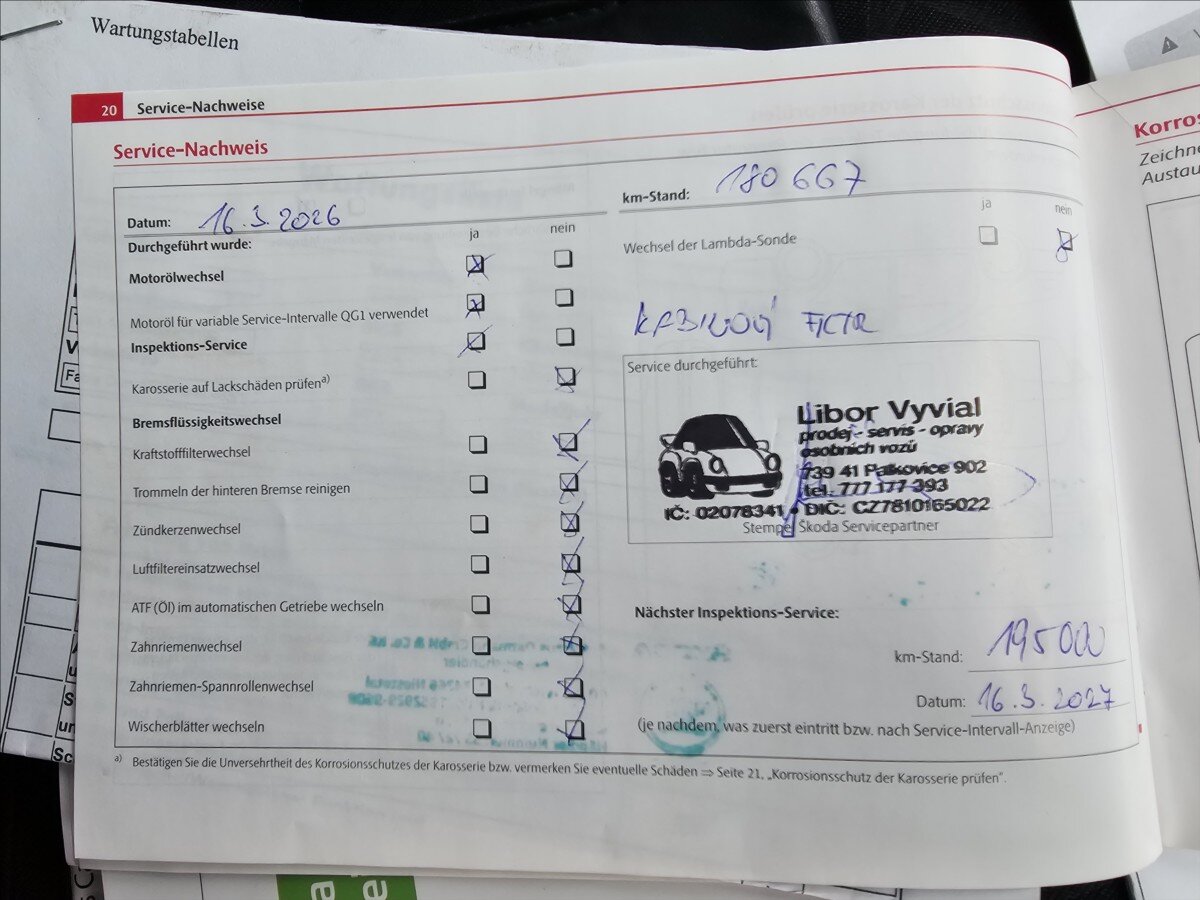 Wartungstabellen
20 Service-Nachweise
Service-Nachweis
Datum: 16.3.2026
ja nein
Durchgeführt wurde:
Motorölwechsel
Motoröl für variable Service-Intervalle QG1 verwendet
Inspektions-Service
Karosserie auf Lackschäden prüfen a)
Bremsflüssigkeitswechsel
Kraftstofffilterwechsel
Trommeln der hinteren Bremse reinigen
Zündkerzenwechsel
Luftfiltereinsatzwechsel
ATF (Öl) im automatischen Getriebe wechseln
Zahnriemenwechsel
Zahnriemen-Spannrollenwechsel
Wischerblätter wechseln
km-Stand: 180 667
ja nein
Wechsel der Lambda-Sonde
KABINOVÝ FILTR
Service durchgeführt:
Libor Vyvial
prodej - servis - opravy
osobních vozů
739 41 Palkovice 902
tel. 777 177 393
IČ: 02078341 • DIČ: CZ7810165022
Stempel Škoda Servicepartner
Nächster Inspektions-Service:
km-Stand: 195 000
Datum: 16.3.2027
(je nachdem, was zuerst eintritt bzw. nach Service-Intervall-Anzeige)
a) Bestätigen Sie die Unversehrtheit des Korrosionsschutzes der Karosserie bzw. vermerken Sie eventuelle Schäden ⇒ Seite 21, „Korrosionsschutz der Karosserie prüfen".
Korros
Zeichne
Austau